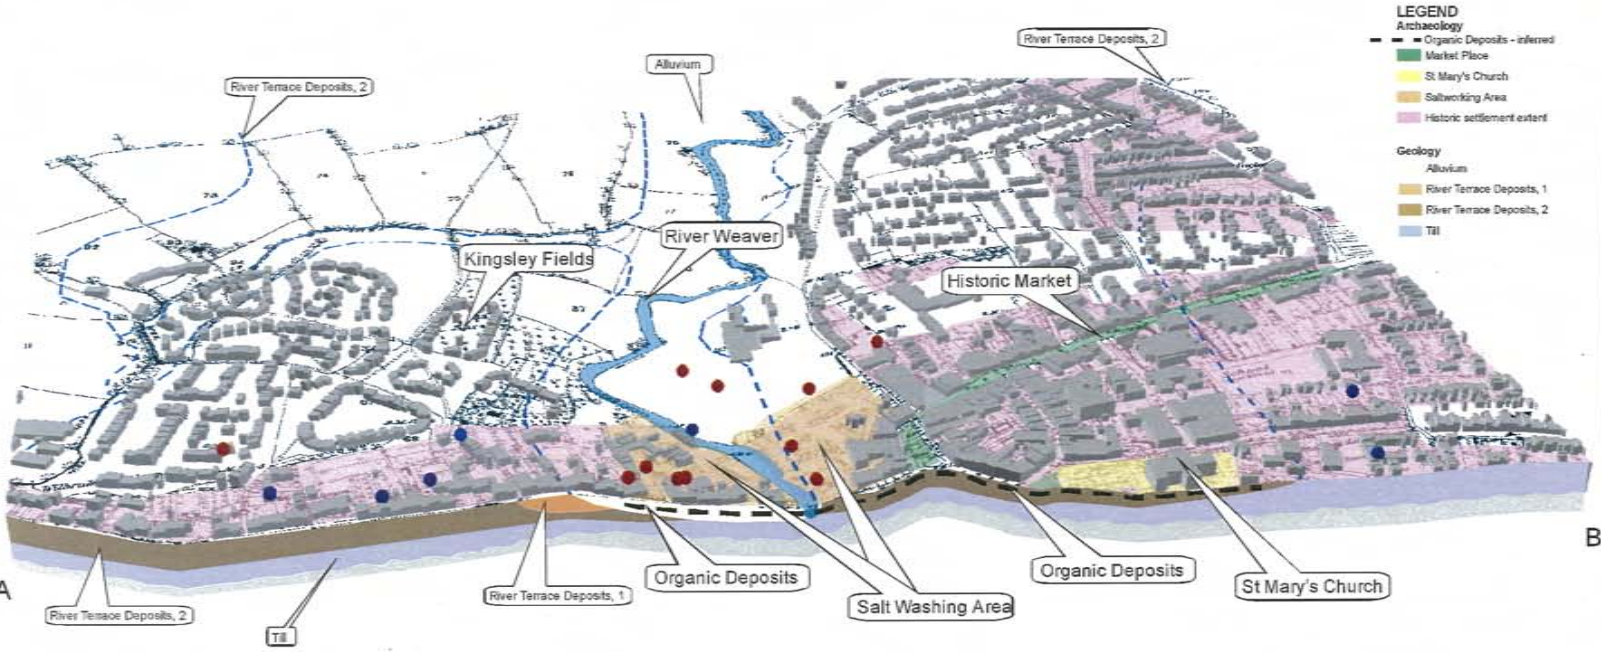 LEGEND
Archaeology
Organic Deposits - inferred
Market Place
St Mary's Church
Saltworking Area
Historic settlement extent
Geology
Alluvium
River Terrace Deposits, 1
River Terrace Deposits, 2
Till
River Terrace Deposits, 2
Alluvium
River Terrace Deposits, 2
River Weaver
Kingsley Fields
Historic Market
A
B
Organic Deposits
Organic Deposits
River Terrace Deposits, 1
St Mary's Church
Salt Washing Area
River Terrace Deposits, 2
Till